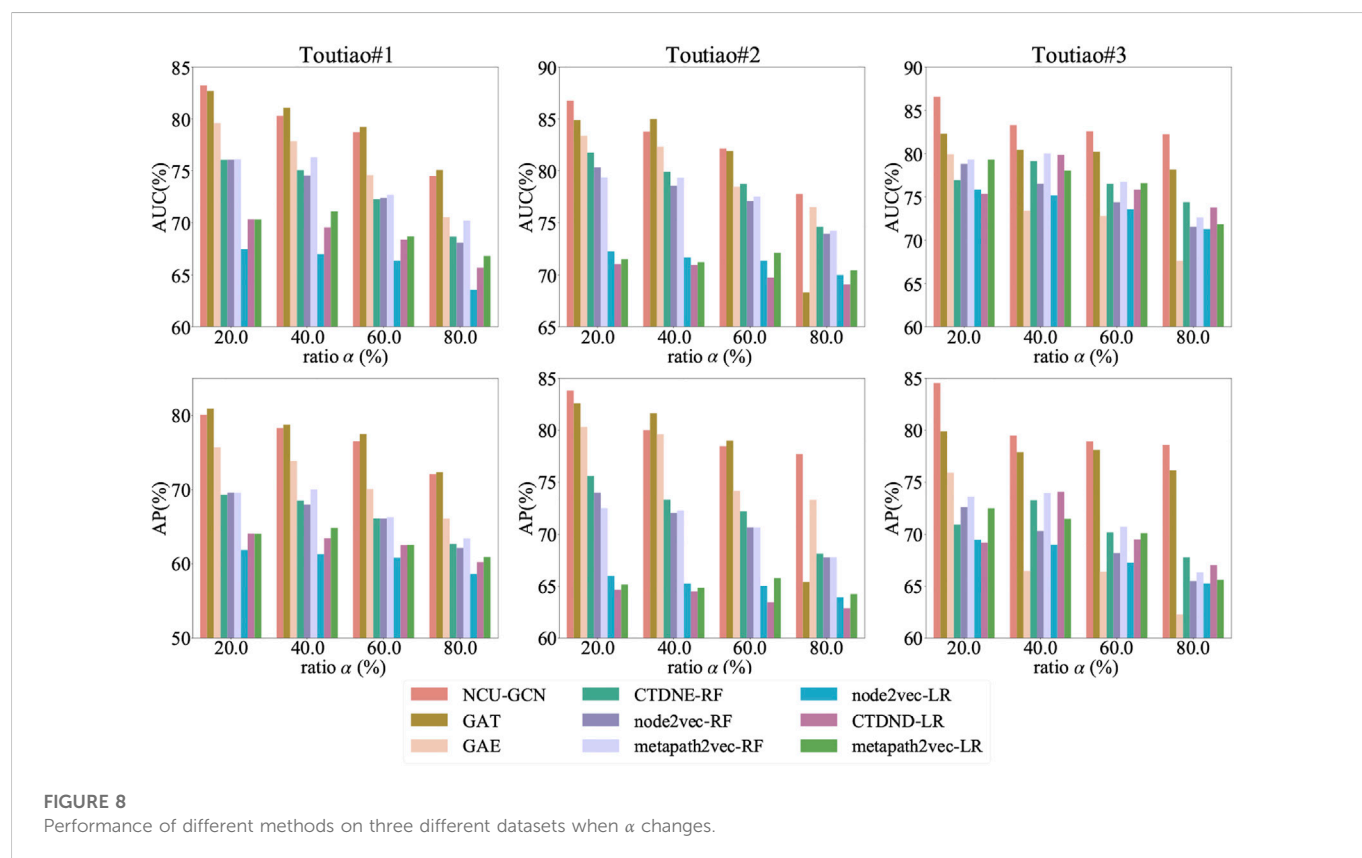 Toutiao#1
Toutiao#2
Toutiao#3
85
80
75
70
65
60
AUC(%)
20.0 40.0 60.0 80.0
ratio α (%)
90
85
80
75
70
65
AUC(%)
20.0 40.0 60.0 80.0
ratio α (%)
90
85
80
75
70
65
60
AUC(%)
20.0 40.0 60.0 80.0
ratio α (%)
80
70
60
50
AP(%)
20.0 40.0 60.0 80.0
ratio α (%)
85
80
75
70
65
60
AP(%)
20.0 40.0 60.0 80.0
ratio α (%)
85
80
75
70
65
60
AP(%)
20.0 40.0 60.0 80.0
ratio α (%)
NCU-GCN
GAT
GAE
CTDNE-RF
node2vec-RF
metapath2vec-RF
node2vec-LR
CTDND-LR
metapath2vec-LR
FIGURE 8
Performance of different methods on three different datasets when α changes.